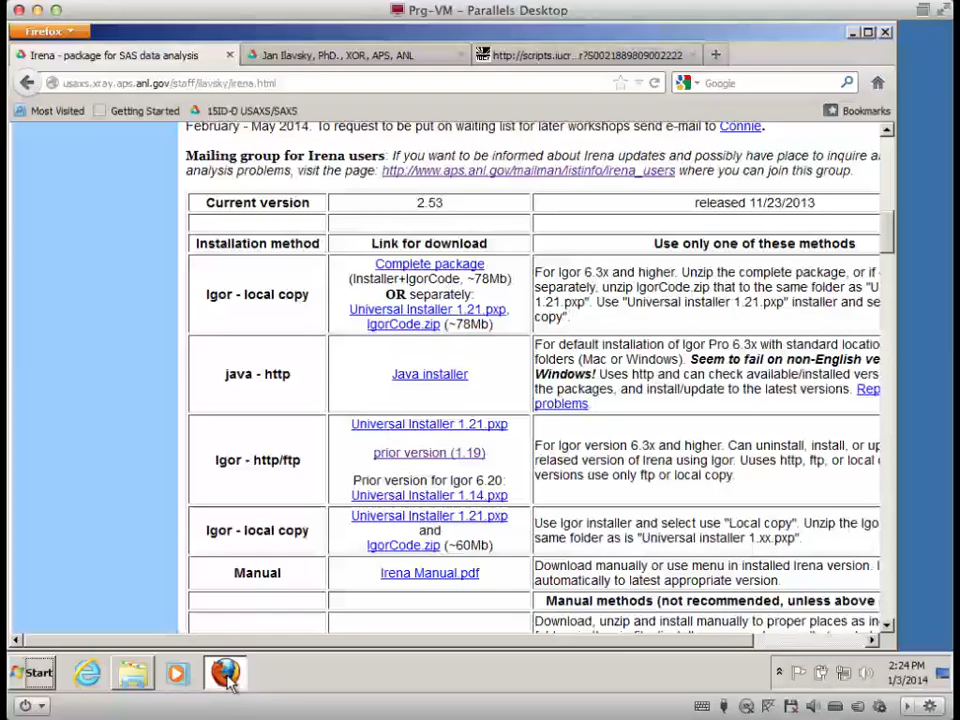 Prg-VM – Parallels Desktop
Firefox
Irena - package for SAS data analysis
Jan Ilavsky, PhD., XOR, APS, ANL
http://scripts.iucr...r?S0021889809002222
usaxs.xray.aps.anl.gov/staff/ilavsky/irena.html
Google
Most Visited
Getting Started
15ID-D USAXS/SAXS
Bookmarks
February - May 2014. To request to be put on waiting list for later workshops send e-mail to Connie.
Mailing group for Irena users: If you want to be informed about Irena updates and possibly have place to inquire a
analysis problems, visit the page: http://www.aps.anl.gov/mailman/listinfo/irena_users where you can join this group.
Current version
2.53
released 11/23/2013
Installation method
Link for download
Use only one of these methods
Igor - local copy
Complete package
(Installer+IgorCode, ~78Mb)
OR separately:
Universal Installer 1.21.pxp,
IgorCode.zip (~78Mb)
For Igor 6.3x and higher. Unzip the complete package, or if
separately, unzip IgorCode.zip that to the same folder as "U
1.21.pxp". Use "Universal installer 1.21.pxp" installer and se
copy".
java - http
Java installer
For default installation of Igor Pro 6.3x with standard locatio
folders (Mac or Windows). Seem to fail on non-English ve
Windows! Uses http and can check available/installed vers
the packages, and install/update to the latest versions. Rep
problems.
Igor - http/ftp
Universal Installer 1.21.pxp
prior version (1.19)
Prior version for Igor 6.20:
Universal Installer 1.14.pxp
For Igor version 6.3x and higher. Can uninstall, install, or up
relased version of Irena using Igor. Uuses http, ftp, or local
versions use only ftp or local copy.
Igor - local copy
Universal Installer 1.21.pxp
and
IgorCode.zip (~60Mb)
Use Igor installer and select use "Local copy". Unzip the Igo
same folder as is "Universal installer 1.xx.pxp".
Manual
Irena Manual.pdf
Download manually or use menu in installed Irena version. I
automatically to latest appropriate version.
Manual methods (not recommended, unless above
Download, unzip and install manually to proper places as in
Start
2:24 PM
1/3/2014